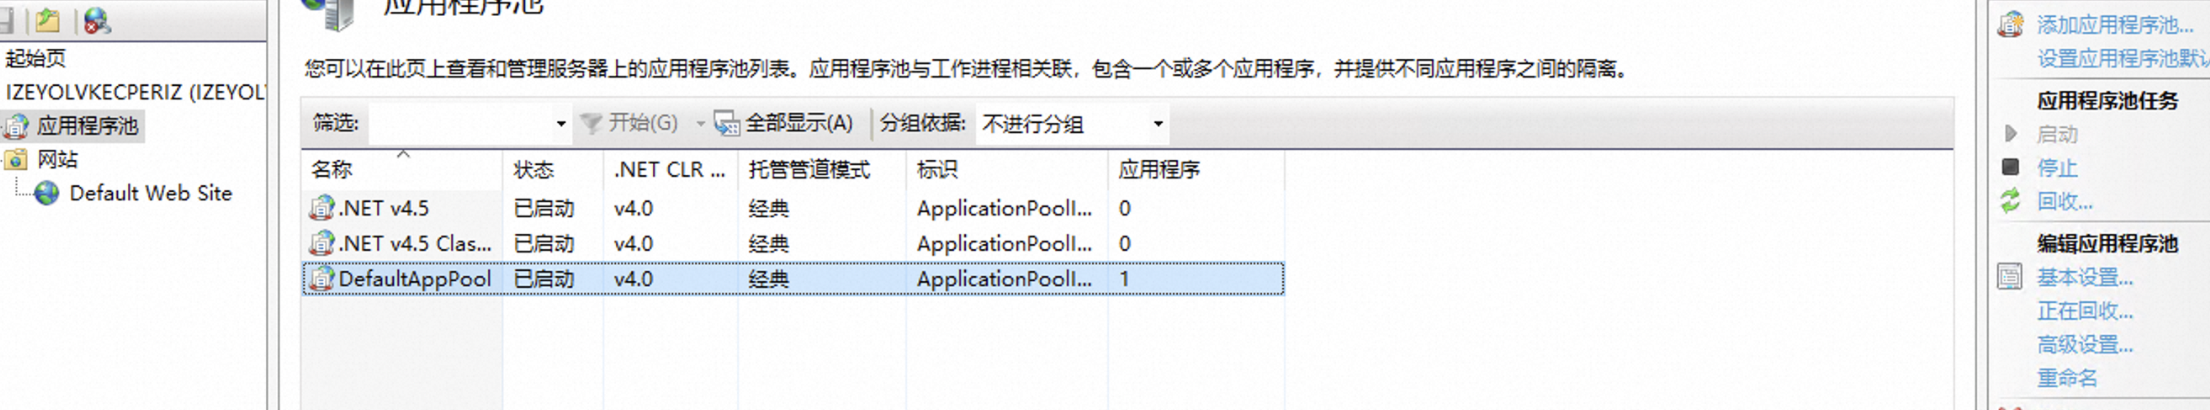 应用程序池
起始页
IZEYOLVKECPERIZ (IZEYOL
应用程序池
网站
Default Web Site
您可以在此页上查看和管理服务器上的应用程序池列表。应用程序池与工作进程相关联，包含一个或多个应用程序，并提供不同应用程序之间的隔离。
筛选: 开始(G) 全部显示(A) 分组依据: 不进行分组
名称 状态 .NET CLR ... 托管管道模式 标识 应用程序
.NET v4.5 已启动 v4.0 经典 ApplicationPoolI... 0
.NET v4.5 Clas... 已启动 v4.0 经典 ApplicationPoolI... 0
DefaultAppPool 已启动 v4.0 经典 ApplicationPoolI... 1
添加应用程序池...
设置应用程序池默认
应用程序池任务
启动
停止
回收...
编辑应用程序池
基本设置...
正在回收...
高级设置...
重命名